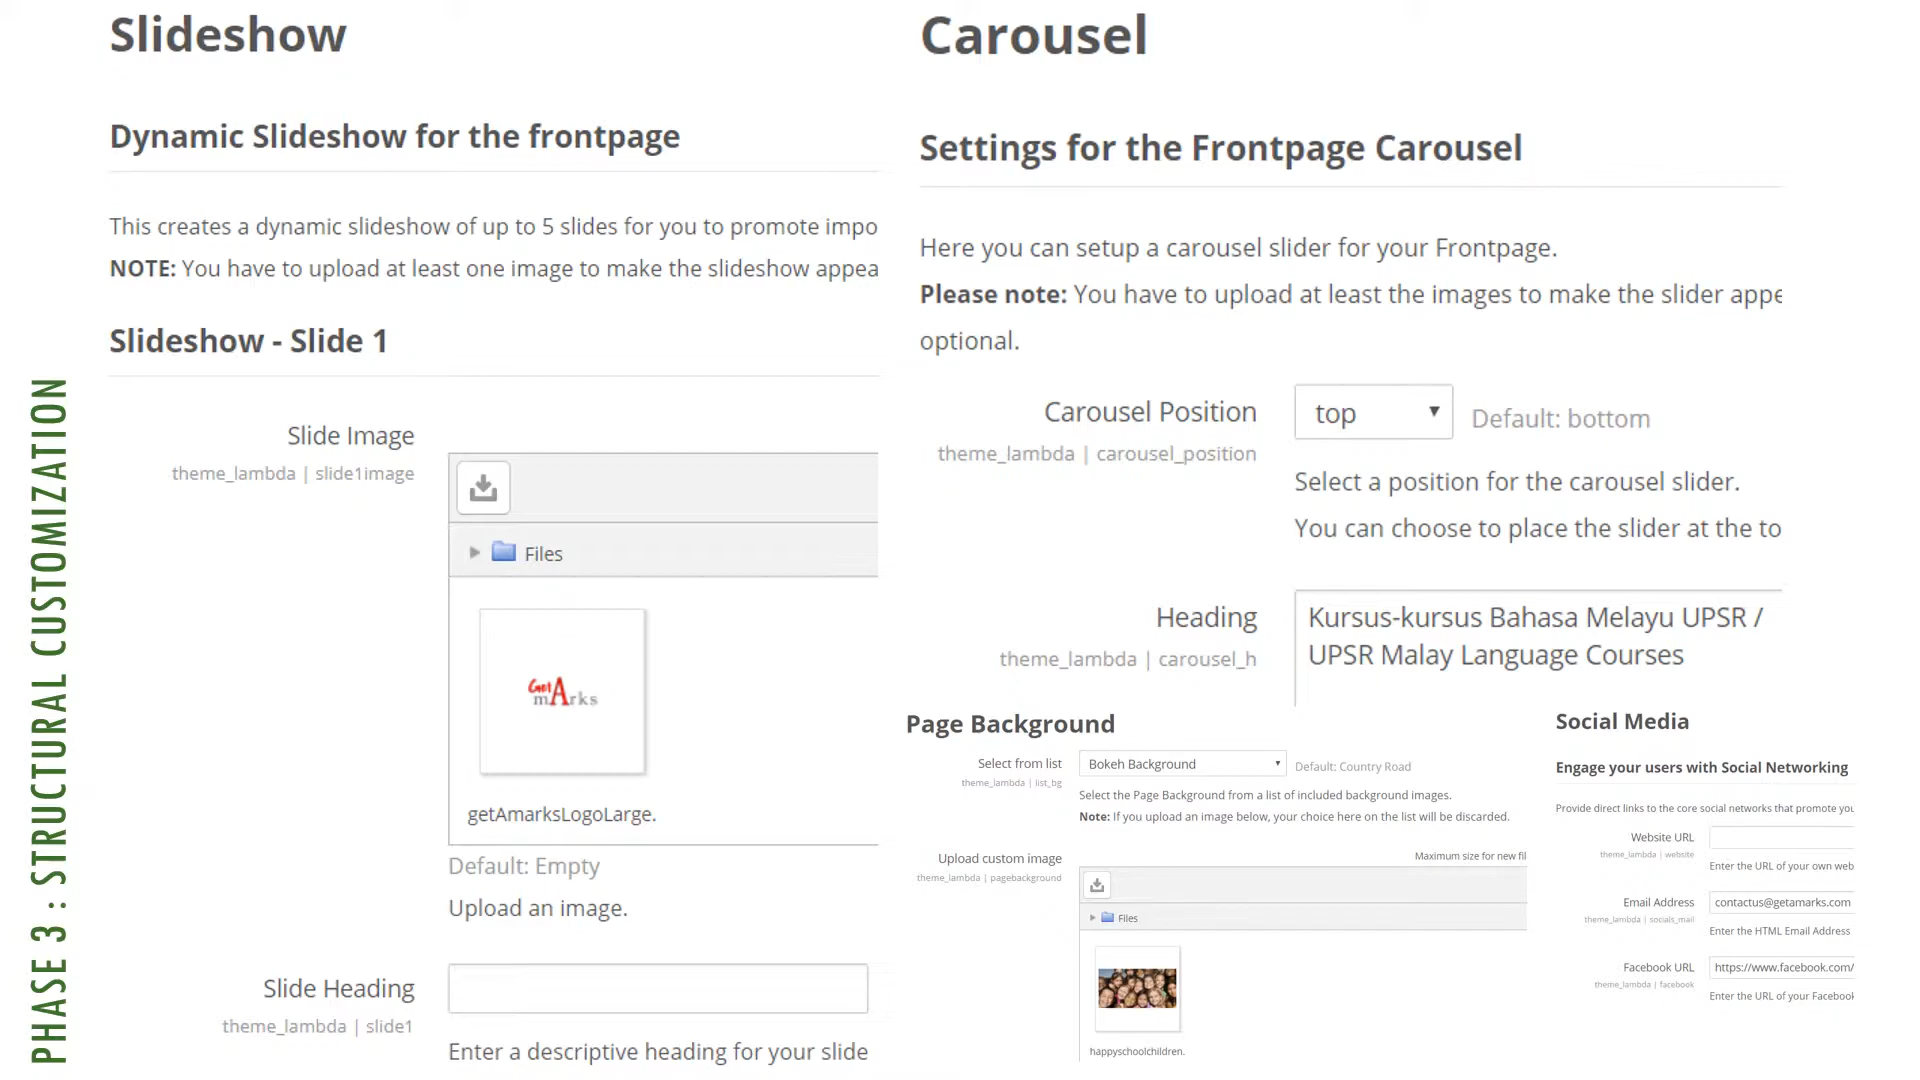 PHASE 3 : STRUCTURAL CUSTOMIZATION
Slideshow
Dynamic Slideshow for the frontpage
This creates a dynamic slideshow of up to 5 slides for you to promote impo
NOTE: You have to upload at least one image to make the slideshow appea
Slideshow - Slide 1
Slide Image
theme_lambda | slide1image
Files
Get
mArks
getAmarksLogoLarge.
Default: Empty
Upload an image.
Slide Heading
theme_lambda | slide1
Enter a descriptive heading for your slide
Carousel
Settings for the Frontpage Carousel
Here you can setup a carousel slider for your Frontpage.
Please note: You have to upload at least the images to make the slider appe
optional.
Carousel Position
top
Default: bottom
theme_lambda | carousel_position
Select a position for the carousel slider.
You can choose to place the slider at the to
Heading
theme_lambda | carousel_h
Kursus-kursus Bahasa Melayu UPSR /
UPSR Malay Language Courses
Page Background
Select from list
Bokeh Background
Default: Country Road
theme_lambda | list_bg
Select the Page Background from a list of included background images.
Note: If you upload an image below, your choice here on the list will be discarded.
Upload custom image
Maximum size for new fil
theme_lambda | pagebackground
Files
happyschoolchildren.
Social Media
Engage your users with Social Networking
Provide direct links to the core social networks that promote you
Website URL
theme_lambda | website
Enter the URL of your own web
Email Address
contactus@getamarks.com
theme_lambda | socials_mail
Enter the HTML Email Address
Facebook URL
https://www.facebook.com/
theme_lambda | facebook
Enter the URL of your Facebook